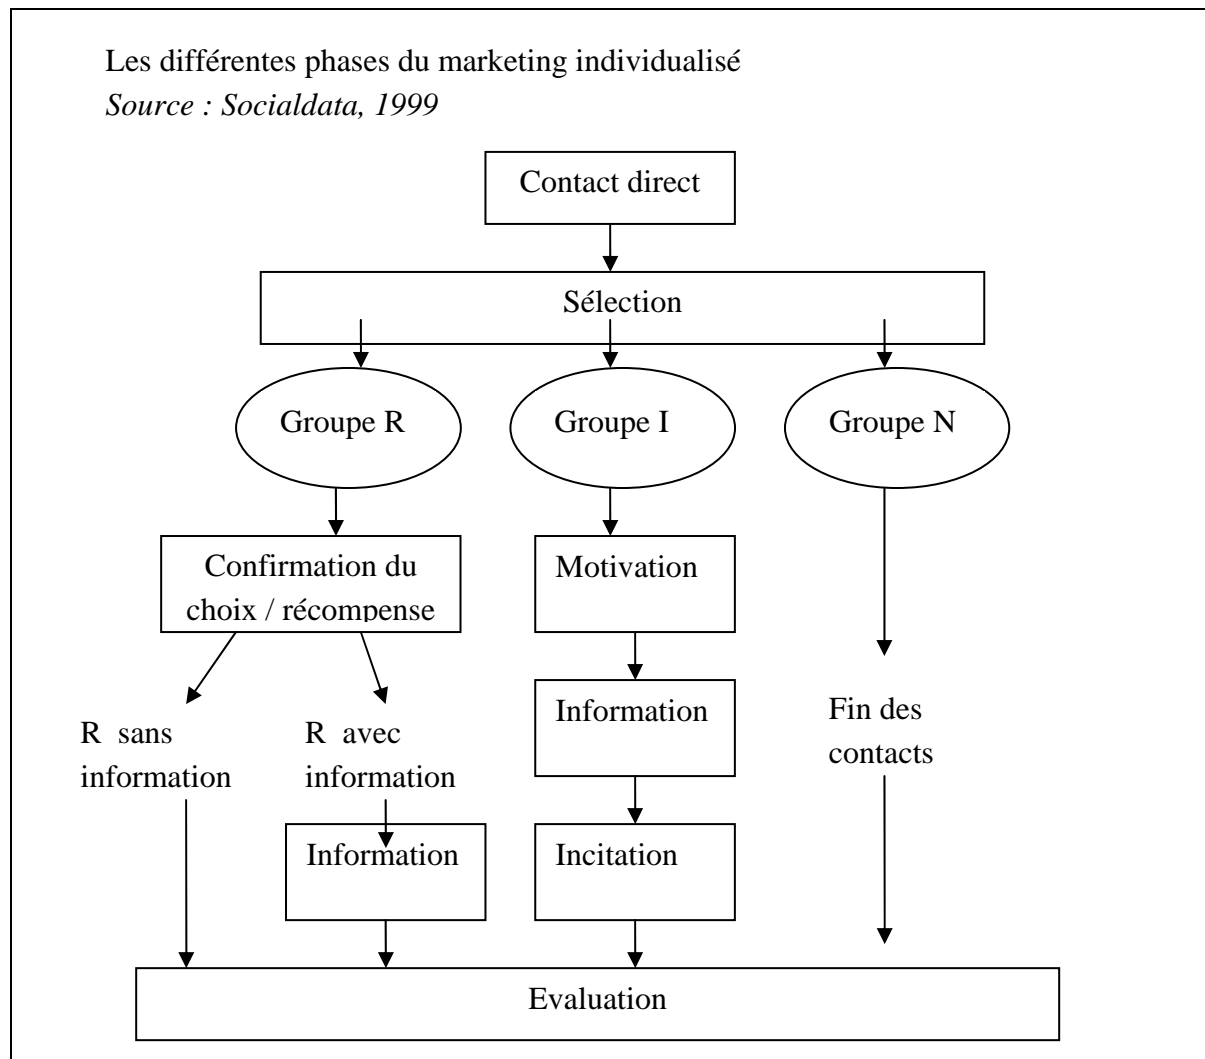 Les différentes phases du marketing individualisé
Source : Socialdata, 1999
Contact direct
Sélection
Groupe R
Groupe I
Groupe N
Confirmation du
choix / récompense
Motivation
R sans
information
R avec
information
Information
Fin des
contacts
Information
Incitation
Evaluation